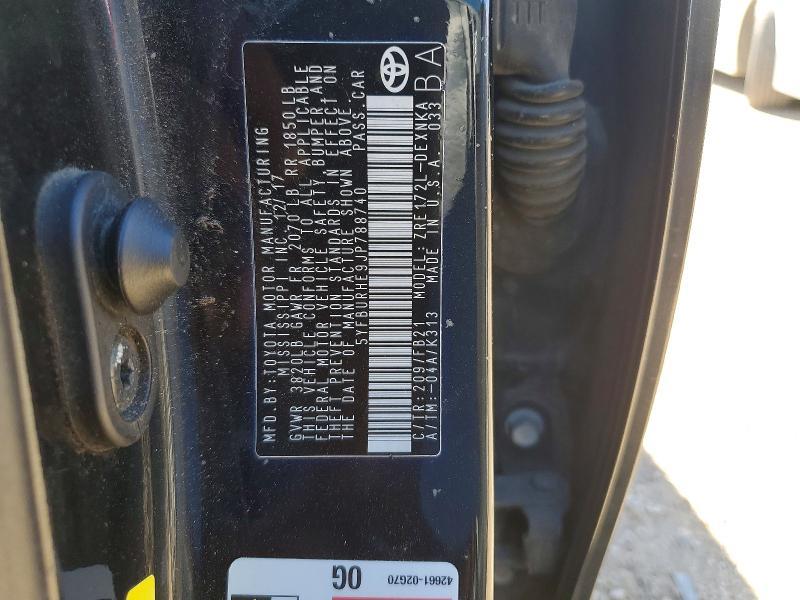 MFD.BY:TOYOTA MOTOR MANUFACTURING
MISSISSIPPI INC. 12/17
GVWR 3820LB GAWR FR 2070LB RR 1850LB
THIS VEHICLE CONFORMS TO ALL APPLICABLE
FEDERAL MOTOR VEHICLE SAFETY BUMPER, AND
THEFT PREVENTION STANDARDS IN EFFECT ON
THE DATE OF MANUFACTURE SHOWN ABOVE.
5YFBURHE9JP788740 PASS.CAR
C/TR: 209/FB21 MODEL: ZRE172L-DEXNKA
A/TM:-04A/K313 MADE IN U.S.A. 033
BA
42661-02G70
0G